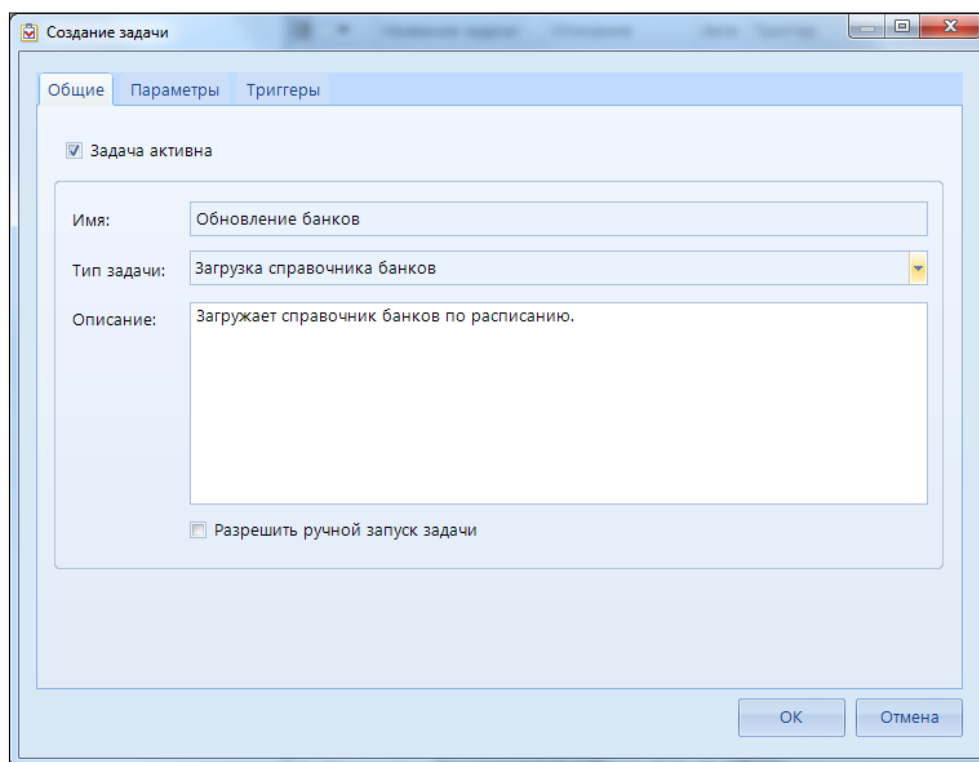 Создание задачи
Общие Параметры Триггеры
Задача активна
Имя: Обновление банков
Тип задачи: Загрузка справочника банков
Описание: Загружает справочник банков по расписанию.
Разрешить ручной запуск задачи
ОК Отмена